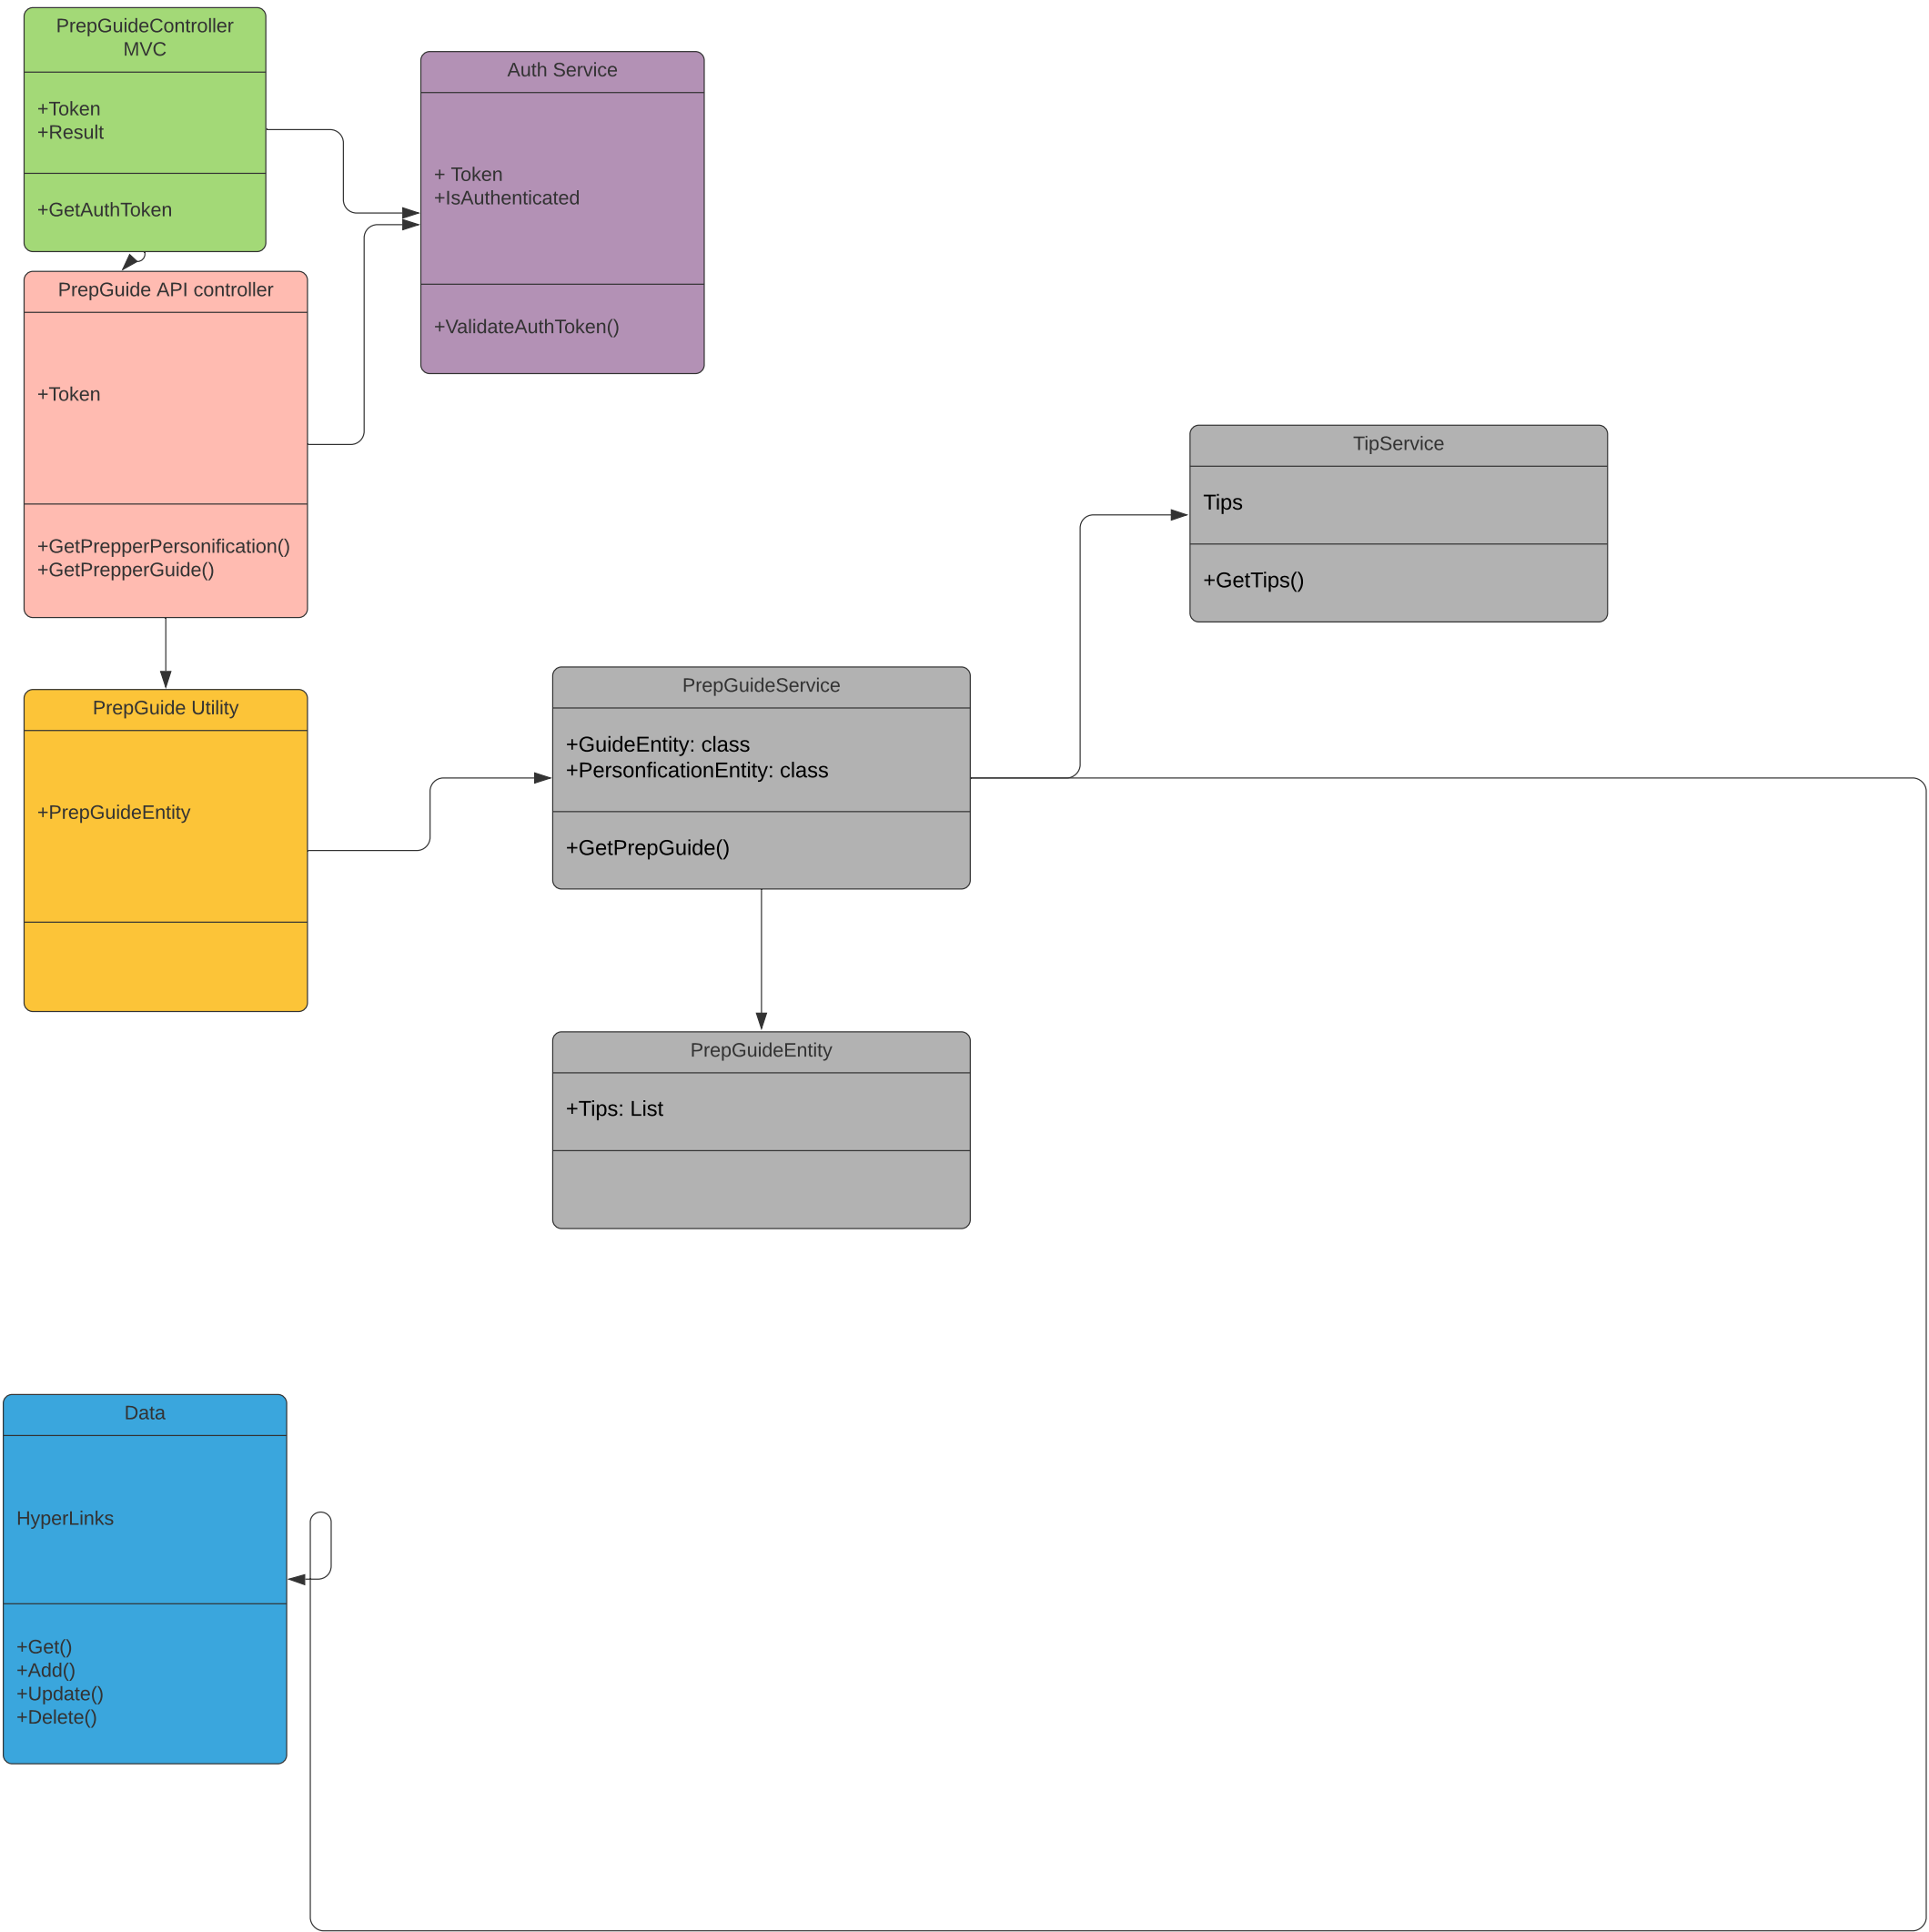 PrepGuideController
MVC
+Token
+Result
+GetAuthToken
Auth Service
+ Token
+IsAuthenticated
+ValidateAuthToken()
PrepGuide API controller
+Token
+GetPrepperPersonification()
+GetPrepperGuide()
TipService
Tips
+GetTips()
PrepGuide Utility
+PrepGuideEntity
PrepGuideService
+GuideEntity: class
+PersonficationEntity: class
+GetPrepGuide()
PrepGuideEntity
+Tips: List
Data
HyperLinks
+Get()
+Add()
+Update()
+Delete()